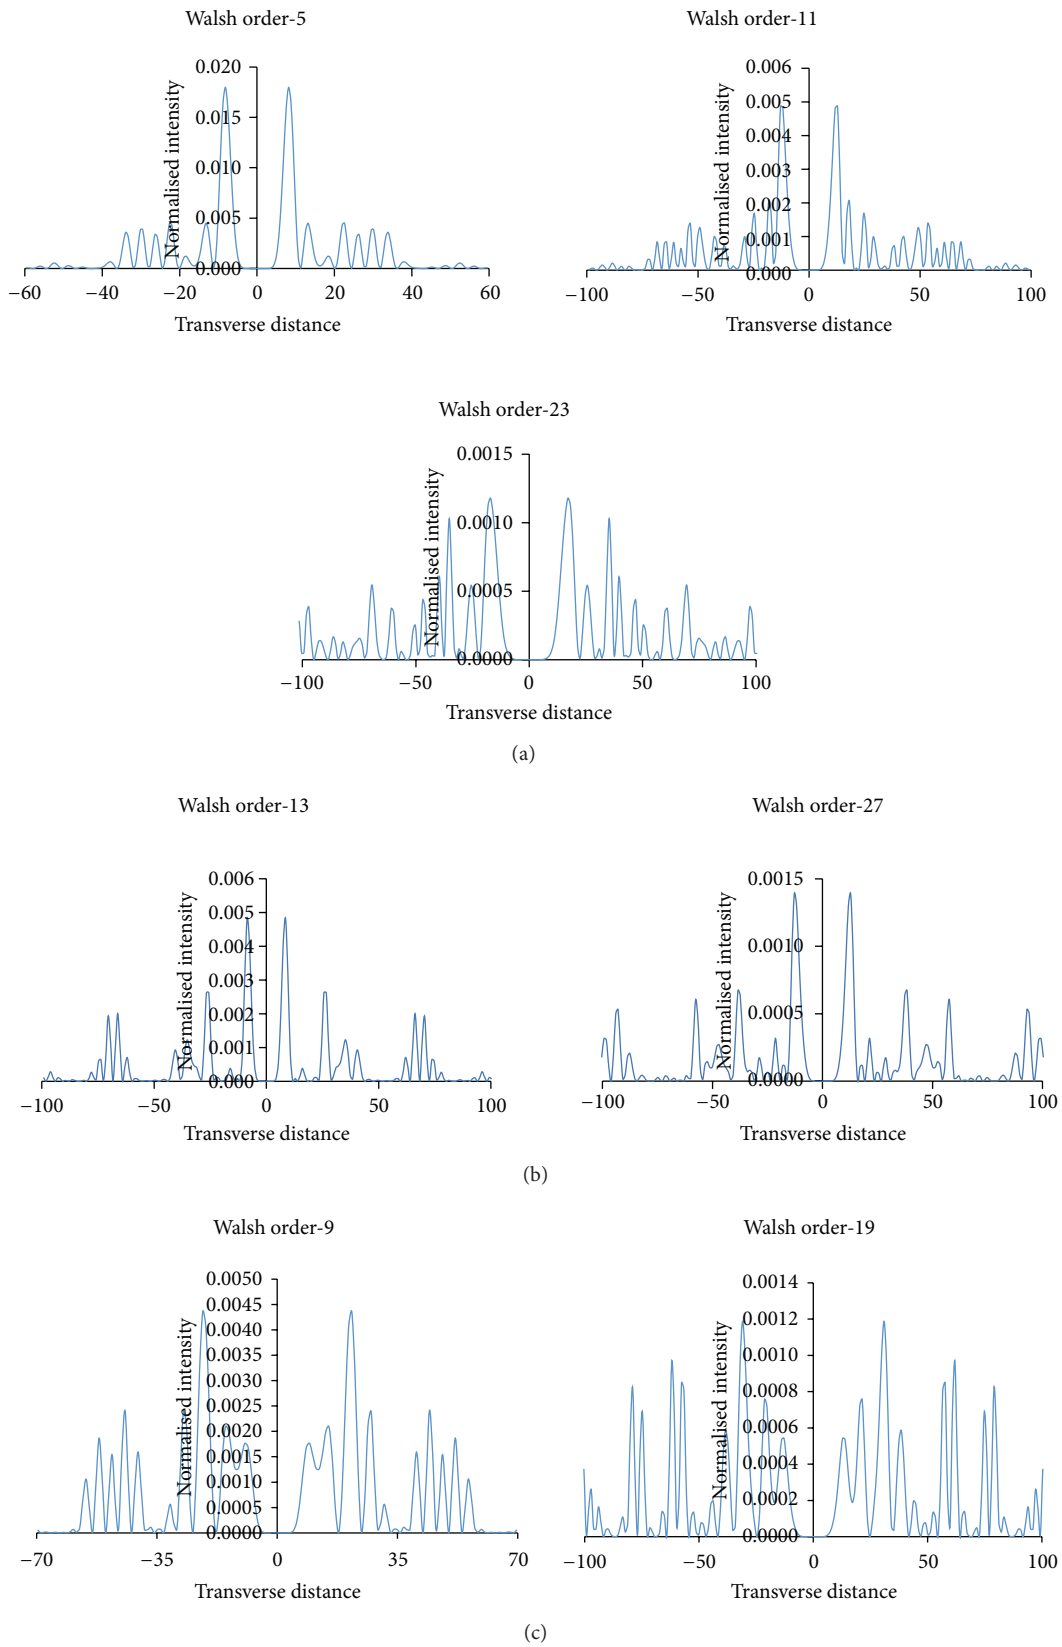 Walsh order-5
Normalised intensity
0.020
0.015
0.010
0.005
0.000
−60 −40 −20 0 20 40 60
Transverse distance
Walsh order-11
Normalised intensity
0.006
0.005
0.004
0.003
0.002
0.001
0.000
−100 −50 0 50 100
Transverse distance
Walsh order-23
Normalised intensity
0.0015
0.0010
0.0005
0.0000
−100 −50 0 50 100
Transverse distance
(a)
Walsh order-13
Normalised intensity
0.006
0.005
0.004
0.003
0.002
0.001
0.000
−100 −50 0 50 100
Transverse distance
Walsh order-27
Normalised intensity
0.0015
0.0010
0.0005
0.0000
−100 −50 0 50 100
Transverse distance
(b)
Walsh order-9
Normalised intensity
0.0050
0.0045
0.0040
0.0035
0.0030
0.0025
0.0020
0.0015
0.0010
0.0005
0.0000
−70 −35 0 35 70
Transverse distance
Walsh order-19
Normalised intensity
0.0014
0.0012
0.0010
0.0008
0.0006
0.0004
0.0002
0.0000
−100 −50 0 50 100
Transverse distance
(c)